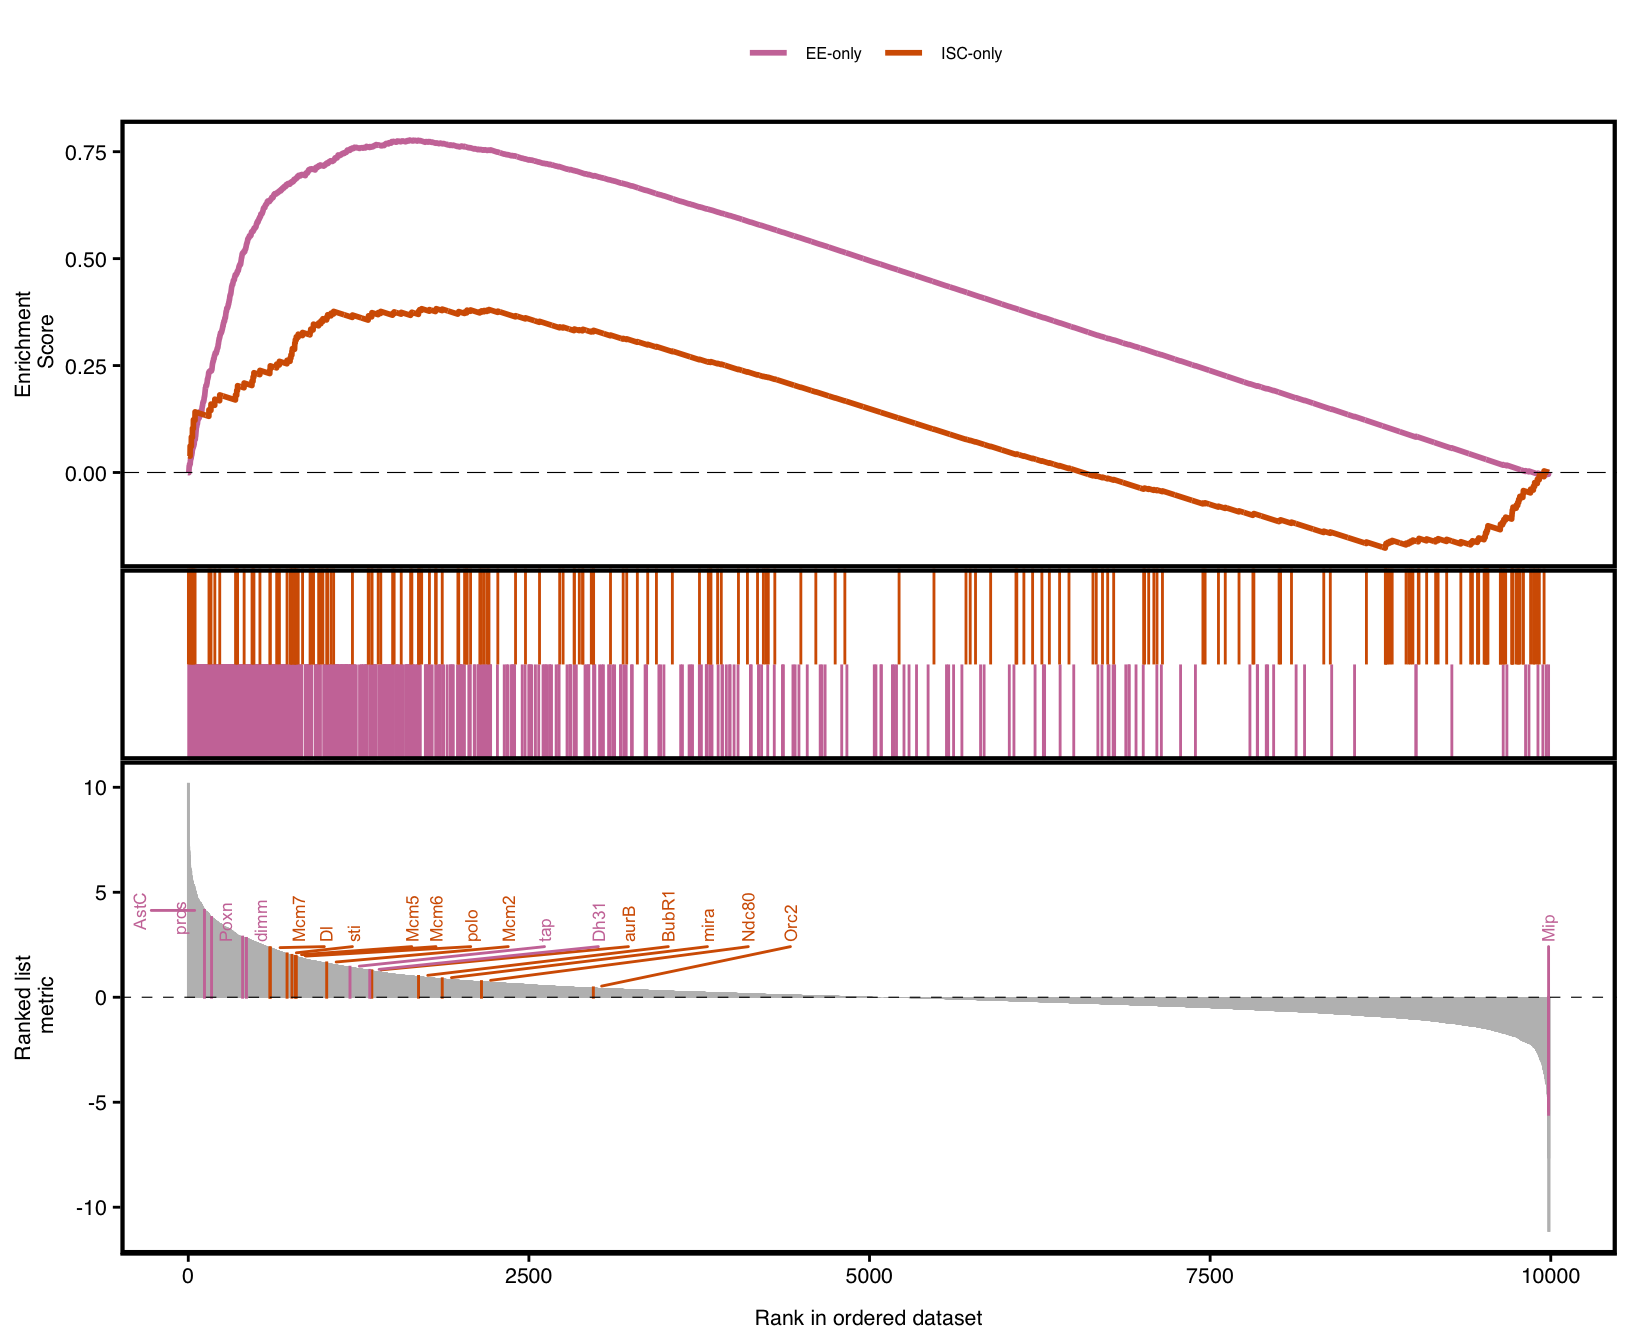 EE-only
ISC-only
Enrichment
Score
0.75
0.50
0.25
0.00
Ranked list
metric
10
5
0
-5
-10
AstC
pros
Poxn
dimm
Mcm7
Dl
sti
Mcm5
Mcm6
polo
Mcm2
tap
Dh31
aurB
BubR1
mira
Ndc80
Orc2
Mip
0
2500
5000
7500
10000
Rank in ordered dataset